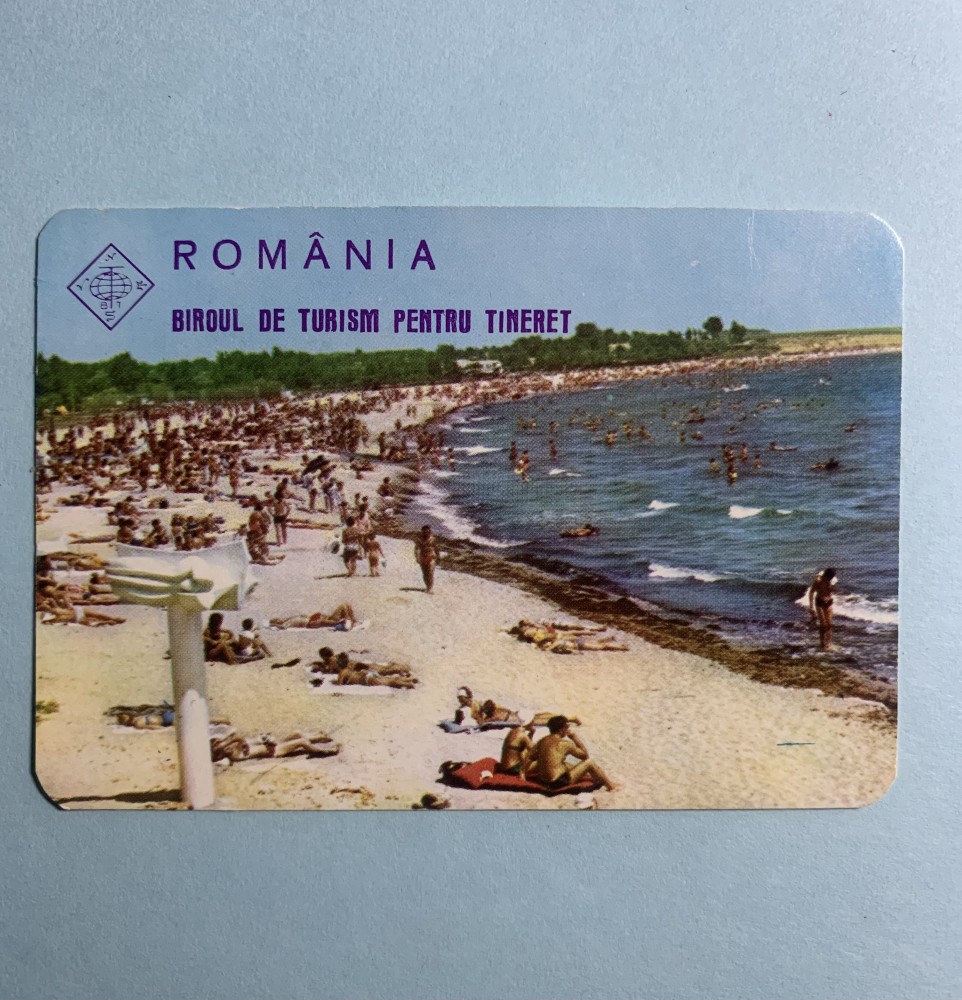 ROMÂNIA
BIROUL DE TURISM PENTRU TINERET
B T